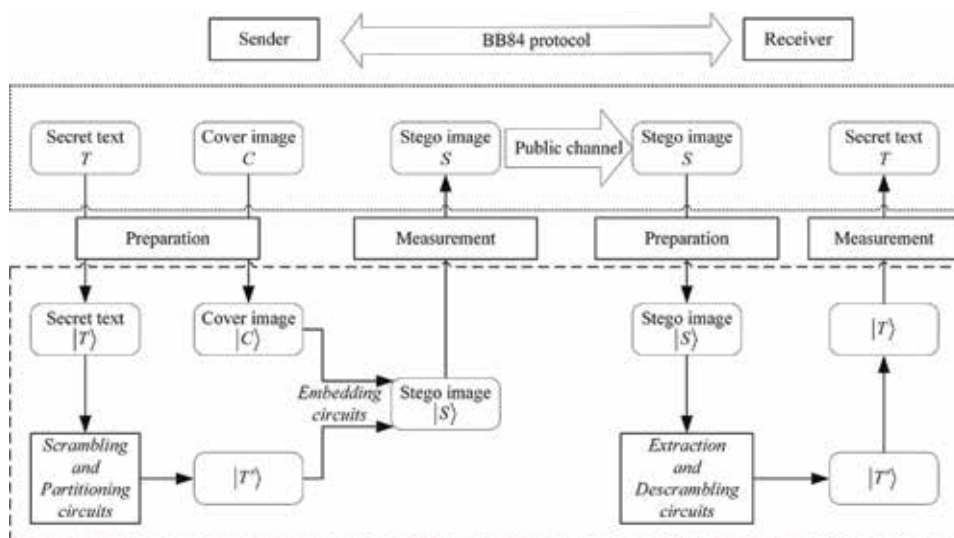 Sender
BB84 protocol
Receiver
Secret text
T
Cover image
C
Stego image
S
Public channel
Stego image
S
Secret text
T
Preparation
Measurement
Preparation
Measurement
Secret text
|T⟩
Cover image
|C⟩
Embedding
circuits
Stego image
|S⟩
Stego image
|S⟩
|T⟩
Scrambling
and
Partitioning
circuits
|T'⟩
Extraction
and
Descrambling
circuits
|T'⟩